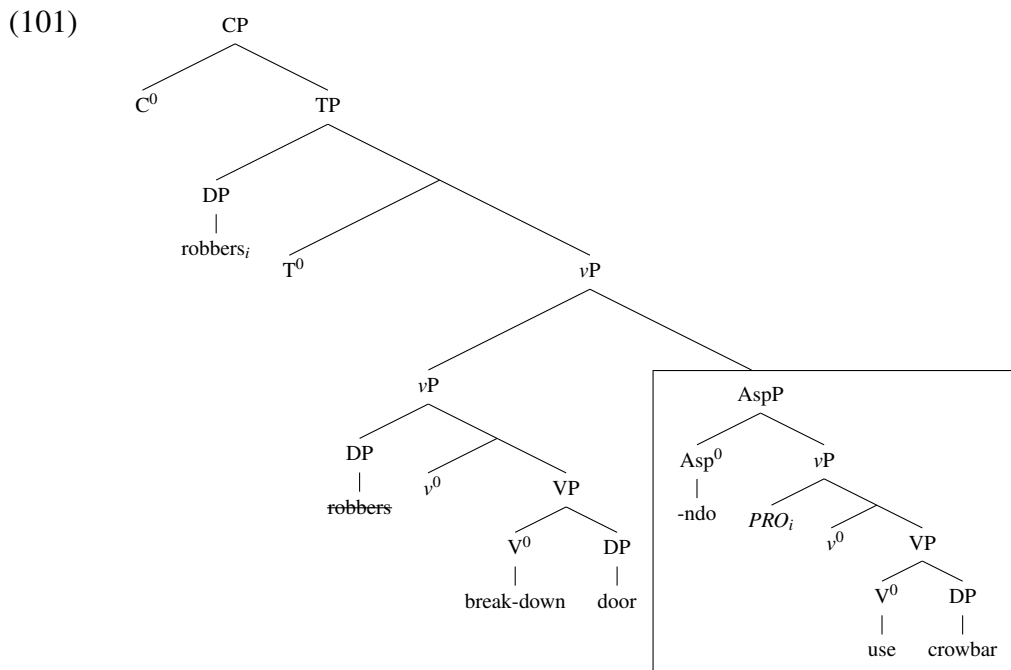 (101)
CP
C⁰ TP
DP
robbersᵢ
T⁰ vP
vP AspP
DP Asp⁰ vP
robbers v⁰ VP -ndo PROᵢ v⁰ VP
V⁰ DP V⁰ DP
break-down door use crowbar